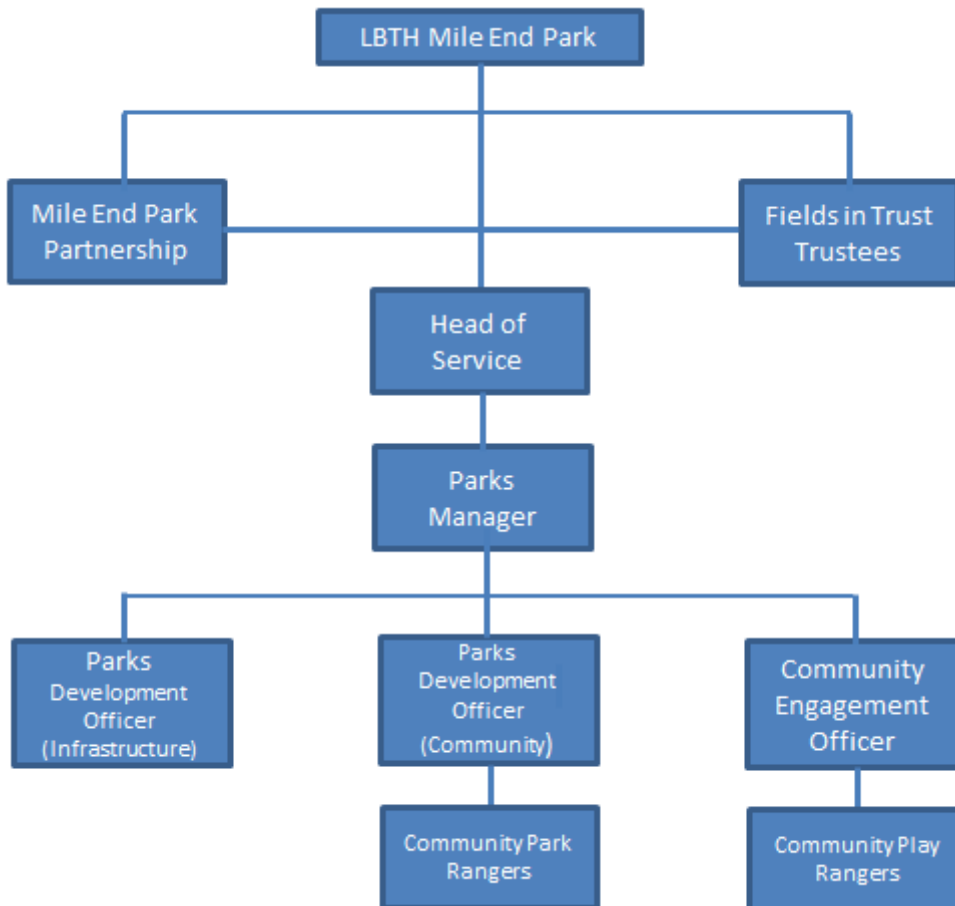 LBTH Mile End Park
Mile End Park
Partnership
Fields in Trust
Trustees
Head of
Service
Parks
Manager
Parks
Development
Officer
(Infrastructure)
Parks
Development
Officer
(Community)
Community
Engagement
Officer
Community Park
Rangers
Community Play
Rangers